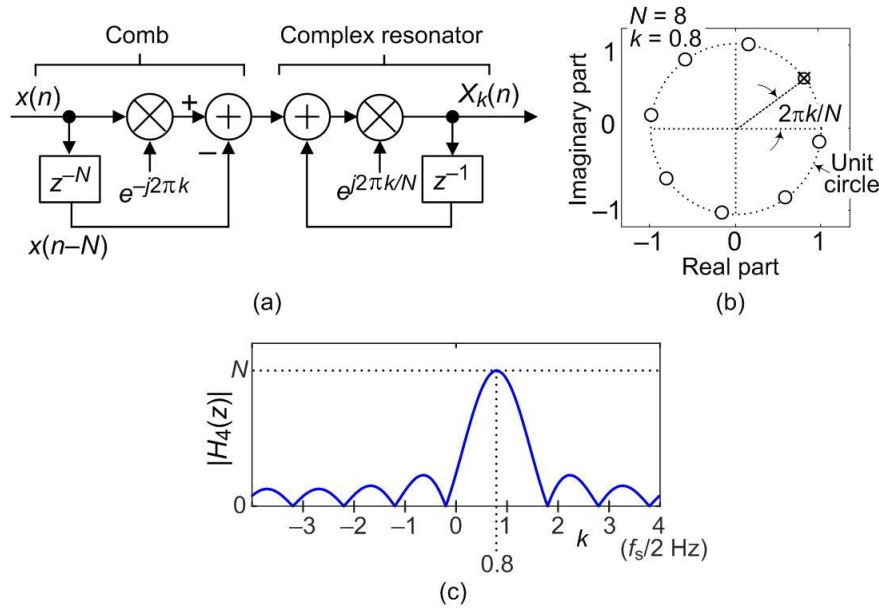 Comb
Complex resonator
x(n)
+
−
+
+
X_k(n)
z^{−N}
e^{−j2πk}
e^{j2πk/N}
z^{−1}
x(n−N)
(a)
N = 8
k = 0.8
Imaginary part
1
0
−1
2πk/N
Unit
circle
−1
0
1
Real part
(b)
|H_4(z)|
N
0
−3
−2
−1
0
1
2
3
4
k
(f_s/2 Hz)
0.8
(c)